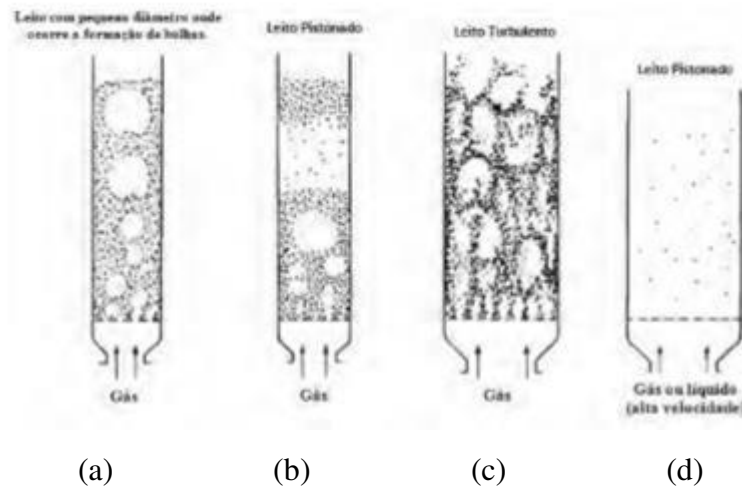 Leito com pequeno diâmetro onde
ocorre a formação de bolhas.
Leito Pistonado
Leito Turbulento
Leito Pistonado
Gás
Gás
Gás
Gás ou líquido
(alta velocidade)
(a)
(b)
(c)
(d)